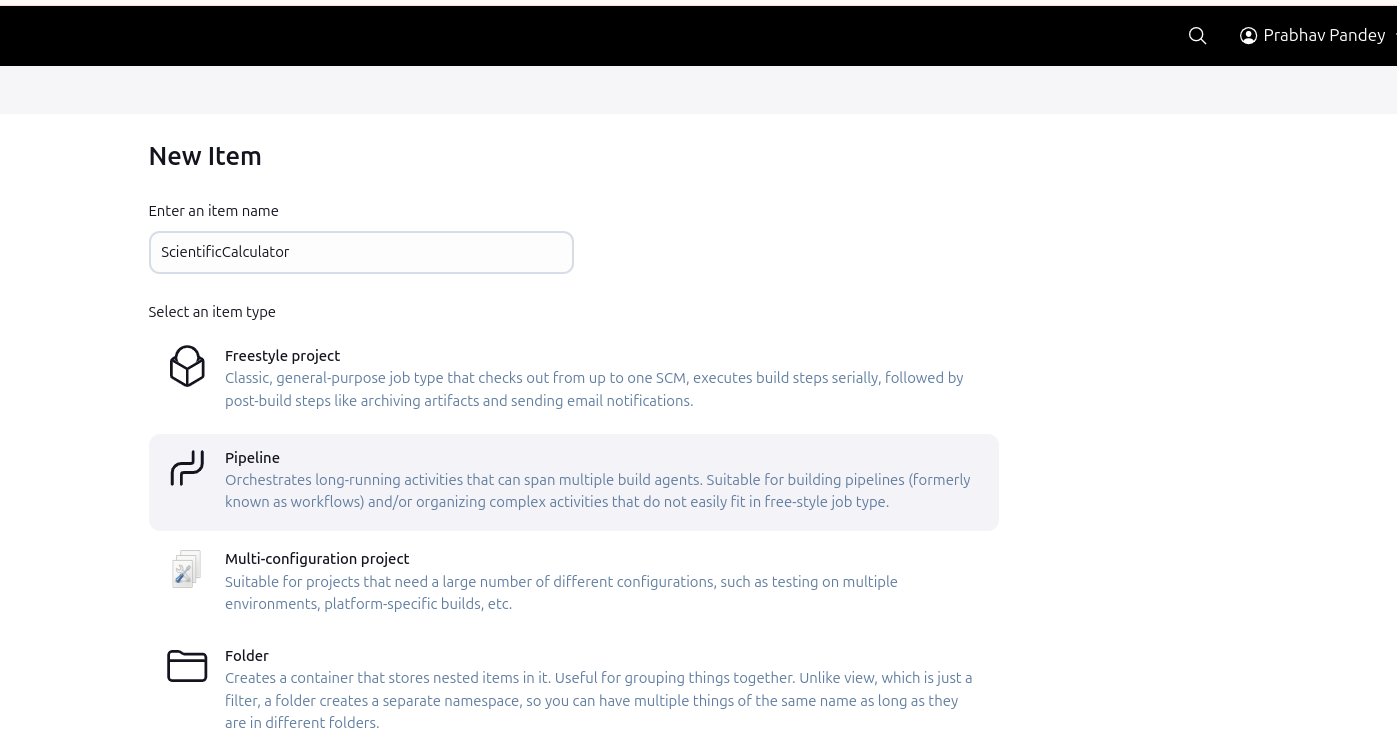 Prabhav Pandey
New Item
Enter an item name
ScientificCalculator
Select an item type
Freestyle project
Classic, general-purpose job type that checks out from up to one SCM, executes build steps serially, followed by
post-build steps like archiving artifacts and sending email notifications.
Pipeline
Orchestrates long-running activities that can span multiple build agents. Suitable for building pipelines (formerly
known as workflows) and/or organizing complex activities that do not easily fit in free-style job type.
Multi-configuration project
Suitable for projects that need a large number of different configurations, such as testing on multiple
environments, platform-specific builds, etc.
Folder
Creates a container that stores nested items in it. Useful for grouping things together. Unlike view, which is just a
filter, a folder creates a separate namespace, so you can have multiple things of the same name as long as they
are in different folders.